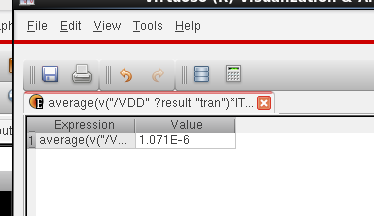 Virtuoso (R) Visualization & A
File Edit View Tools Help
average(v("/VDD" ?result "tran")*IT...
Expression Value
1 average(v("/V... 1.071E-6